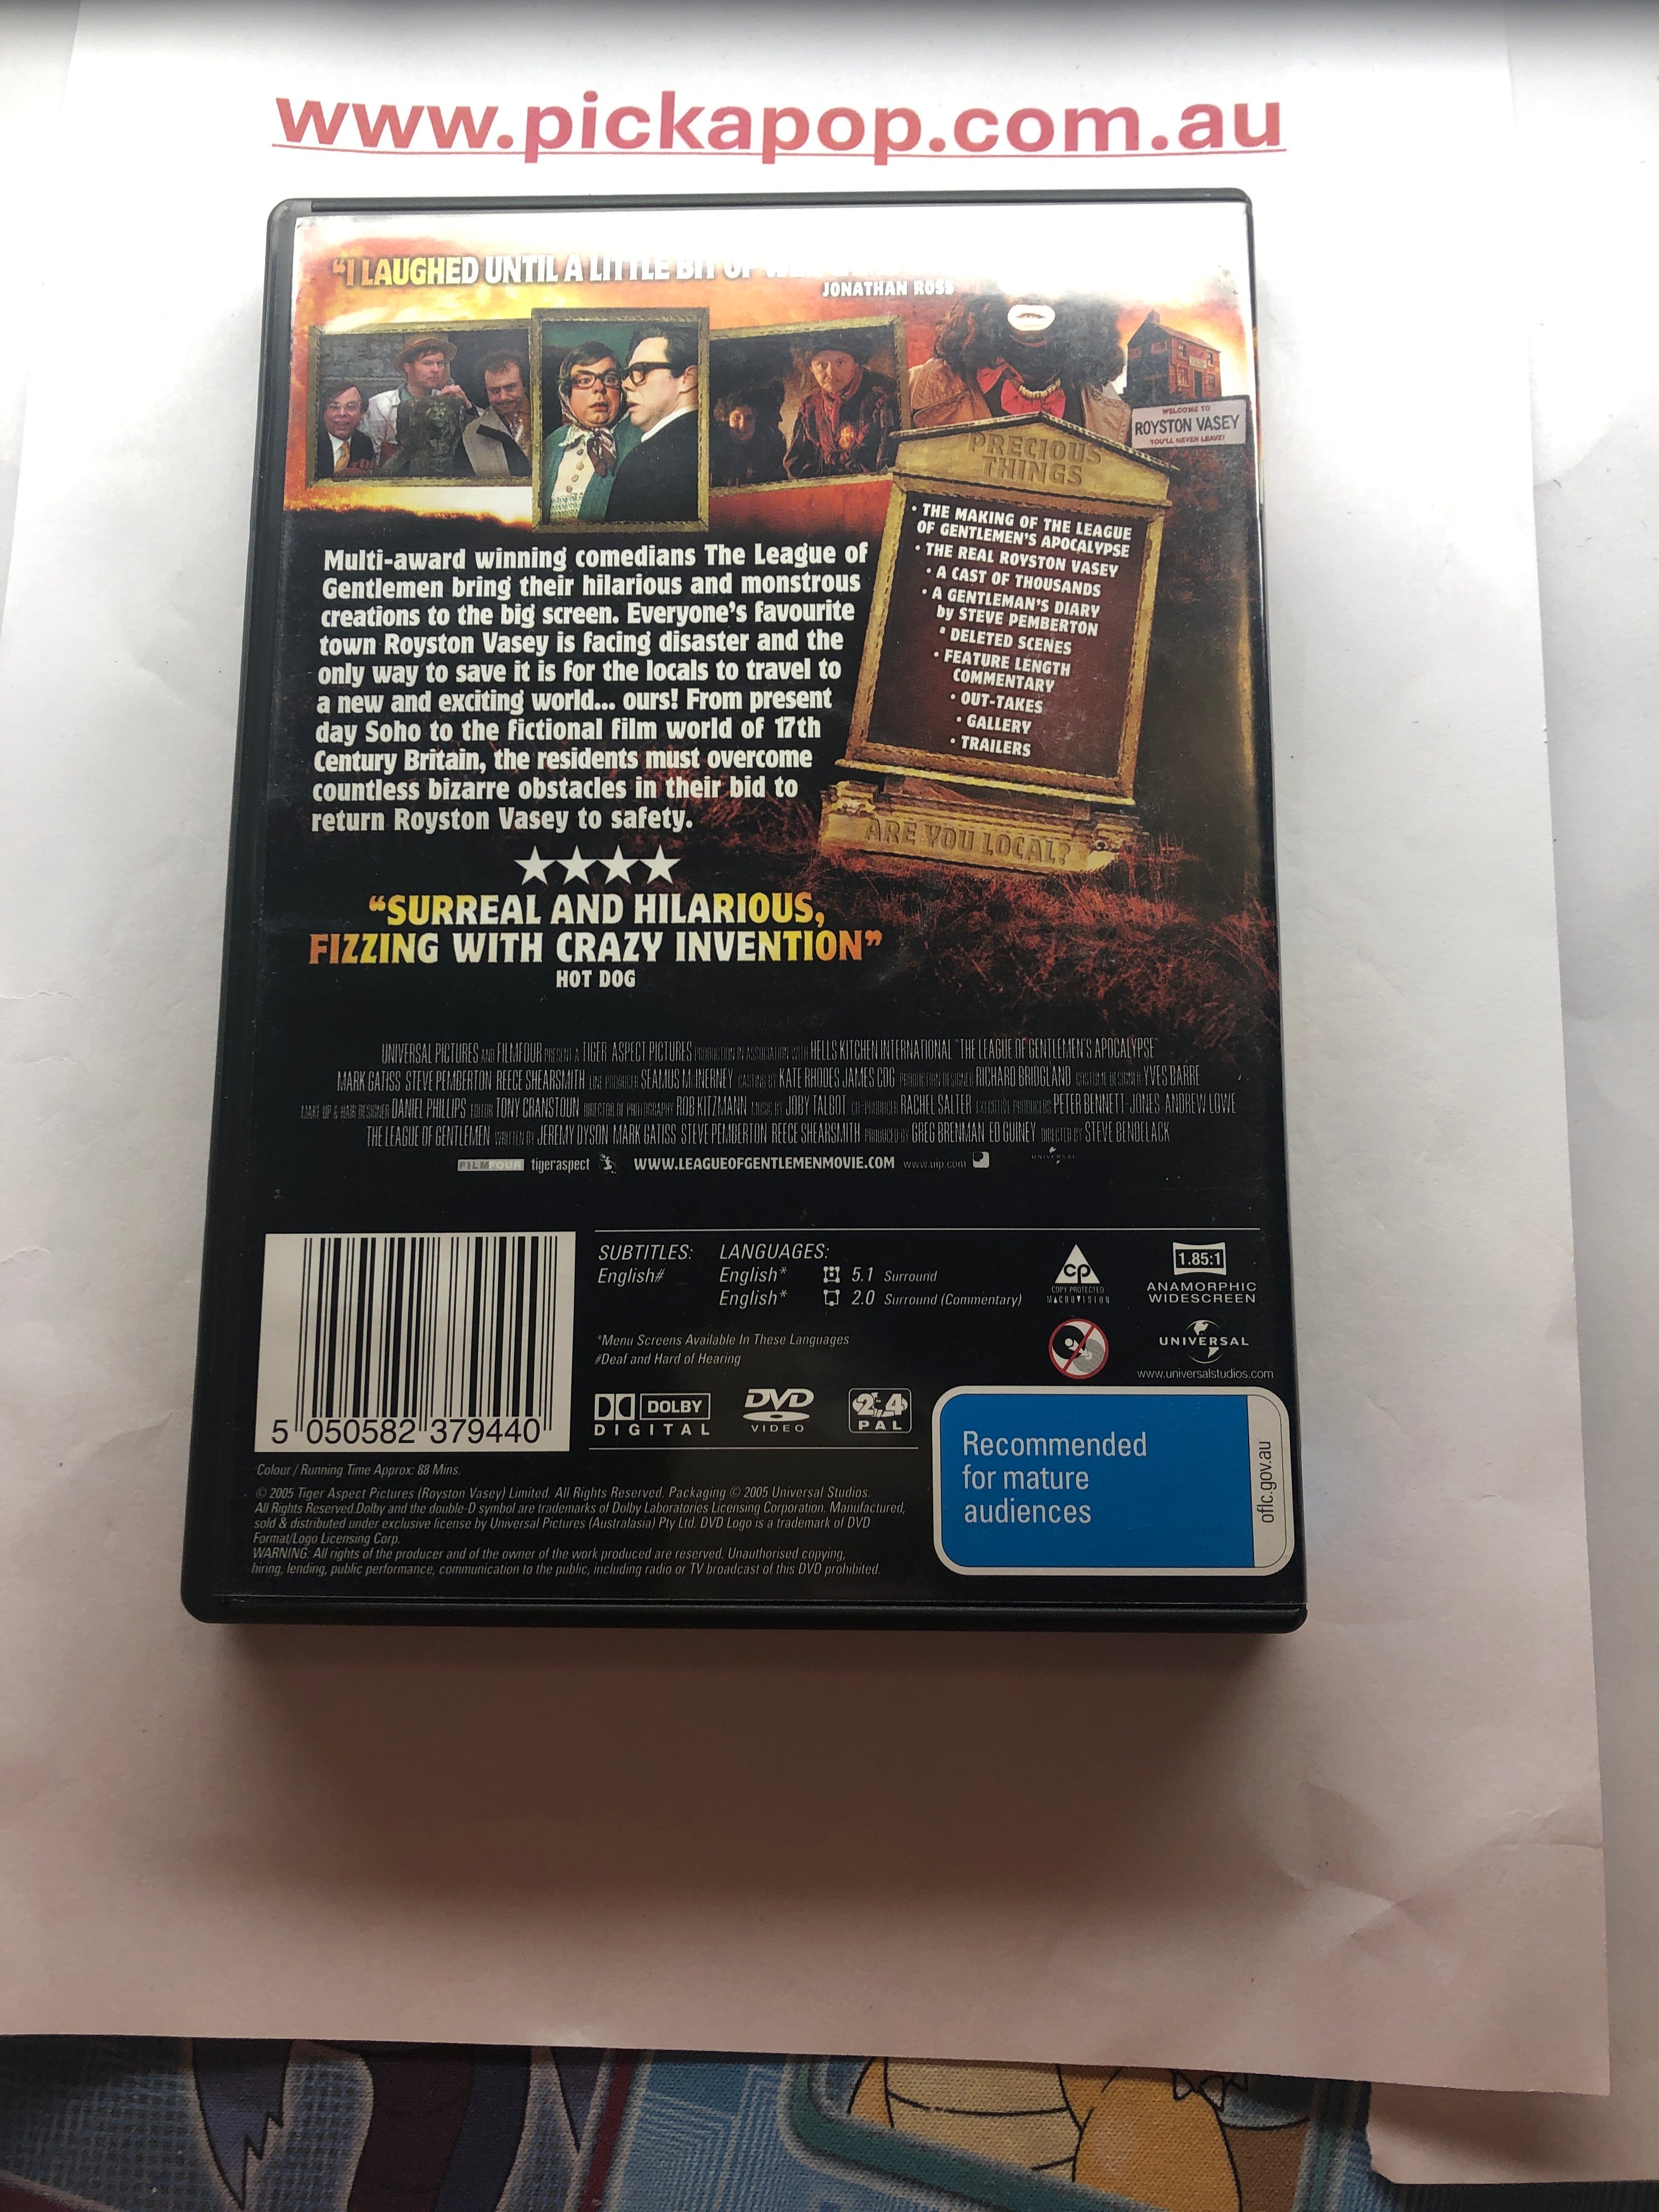 www.pickapop.com.au
"I LAUGHED UNTIL A LITTLE BIT OF
JONATHAN ROSS
WELCOME TO
ROYSTON VASEY
YOU'LL NEVER LEAVE!
PRECIOUS
THINGS
• THE MAKING OF THE LEAGUE
OF GENTLEMEN'S APOCALYPSE
• THE REAL ROYSTON VASEY
• A CAST OF THOUSANDS
• A GENTLEMAN'S DIARY
by STEVE PEMBERTON
• DELETED SCENES
• FEATURE LENGTH
COMMENTARY
• OUT-TAKES
• GALLERY
• TRAILERS
ARE YOU LOCAL?
Multi-award winning comedians The League of
Gentlemen bring their hilarious and monstrous
creations to the big screen. Everyone's favourite
town Royston Vasey is facing disaster and the
only way to save it is for the locals to travel to
a new and exciting world... ours! From present
day Soho to the fictional film world of 17th
Century Britain, the residents must overcome
countless bizarre obstacles in their bid to
return Royston Vasey to safety.
"SURREAL AND HILARIOUS,
FIZZING WITH CRAZY INVENTION"
HOT DOG
UNIVERSAL PICTURES AND FILMFOUR PRESENT A TIGER ASPECT PICTURES PRODUCTION IN ASSOCIATION WITH HELLS KITCHEN INTERNATIONAL "THE LEAGUE OF GENTLEMEN'S APOCALYPSE"
MARK GATISS STEVE PEMBERTON REECE SHEARSMITH LINE PRODUCER SEAMUS McINERNEY CASTING BY KATE RHODES JAMES CDG PRODUCTION DESIGNER RICHARD BRIDGLAND COSTUME DESIGNER YVES BARRE
MAKE UP & HAIR DESIGNER DANIEL PHILLIPS EDITOR TONY CRANSTOUN DIRECTOR OF PHOTOGRAPHY ROB KITZMANN MUSIC BY JOBY TALBOT CO-PRODUCER RACHEL SALTER EXECUTIVE PRODUCERS PETER BENNETT-JONES ANDREW LOWE
THE LEAGUE OF GENTLEMEN WRITTEN BY JEREMY DYSON MARK GATISS STEVE PEMBERTON REECE SHEARSMITH PRODUCED BY GREG BRENMAN ED GUINEY DIRECTED BY STEVE BENDELACK
FILMFOUR tigeraspect WWW.LEAGUEOFGENTLEMENMOVIE.COM www.uip.com UNIVERSAL
SUBTITLES: LANGUAGES:
English# English* 5.1 Surround
English* 2.0 Surround (Commentary)
*Menu Screens Available In These Languages
#Deaf and Hard of Hearing
CP
COPY PROTECTED
MACROVISION
1.85:1
ANAMORPHIC
WIDESCREEN
UNIVERSAL
www.universalstudios.com
DOLBY
DIGITAL
DVD
VIDEO
2,4
PAL
5 050582 379440
Recommended
for mature
audiences
oflc.gov.au
Colour / Running Time Approx: 88 Mins.
© 2005 Tiger Aspect Pictures (Royston Vasey) Limited. All Rights Reserved. Packaging © 2005 Universal Studios.
All Rights Reserved.Dolby and the double-D symbol are trademarks of Dolby Laboratories Licensing Corporation. Manufactured,
sold & distributed under exclusive license by Universal Pictures (Australasia) Pty Ltd. DVD Logo is a trademark of DVD
Format/Logo Licensing Corp.
WARNING: All rights of the producer and of the owner of the work produced are reserved. Unauthorised copying,
hiring, lending, public performance, communication to the public, including radio or TV broadcast of this DVD prohibited.